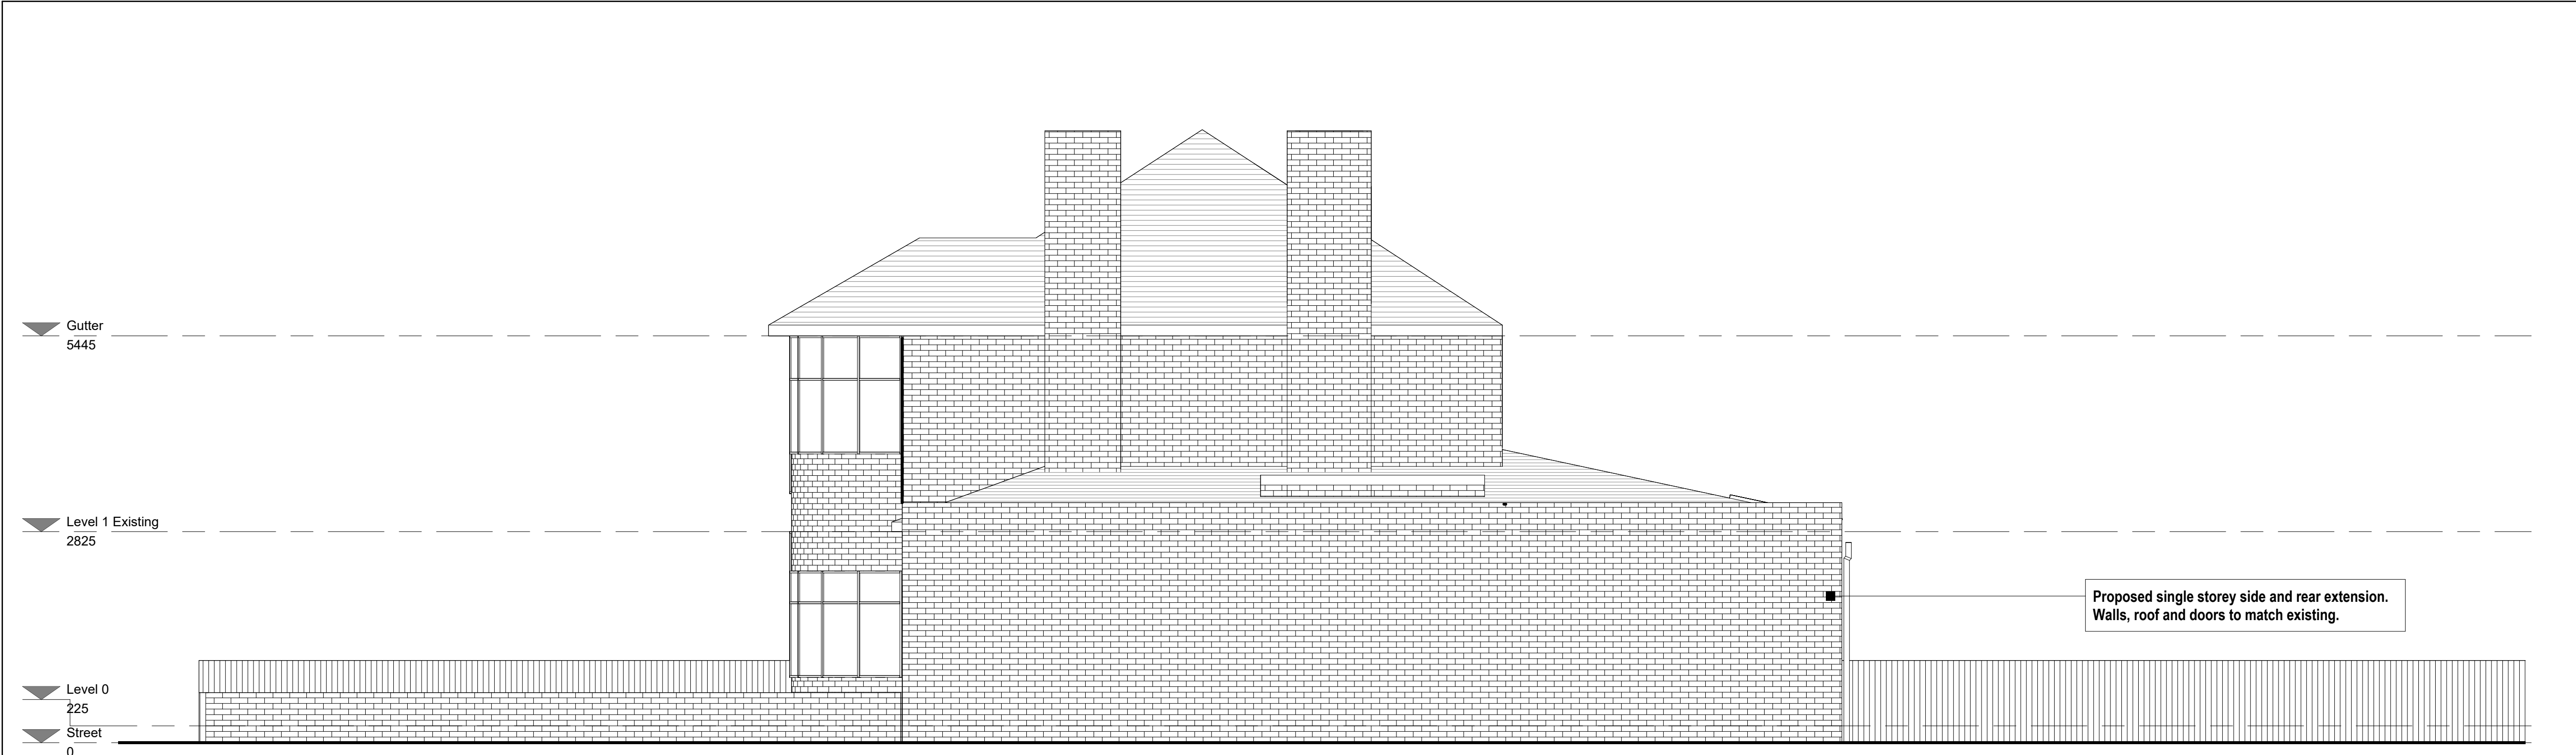 Gutter
5445
Level 1 Existing
2825
Proposed single storey side and rear extension.
Walls, roof and doors to match existing.
Level 0
225
Street
0